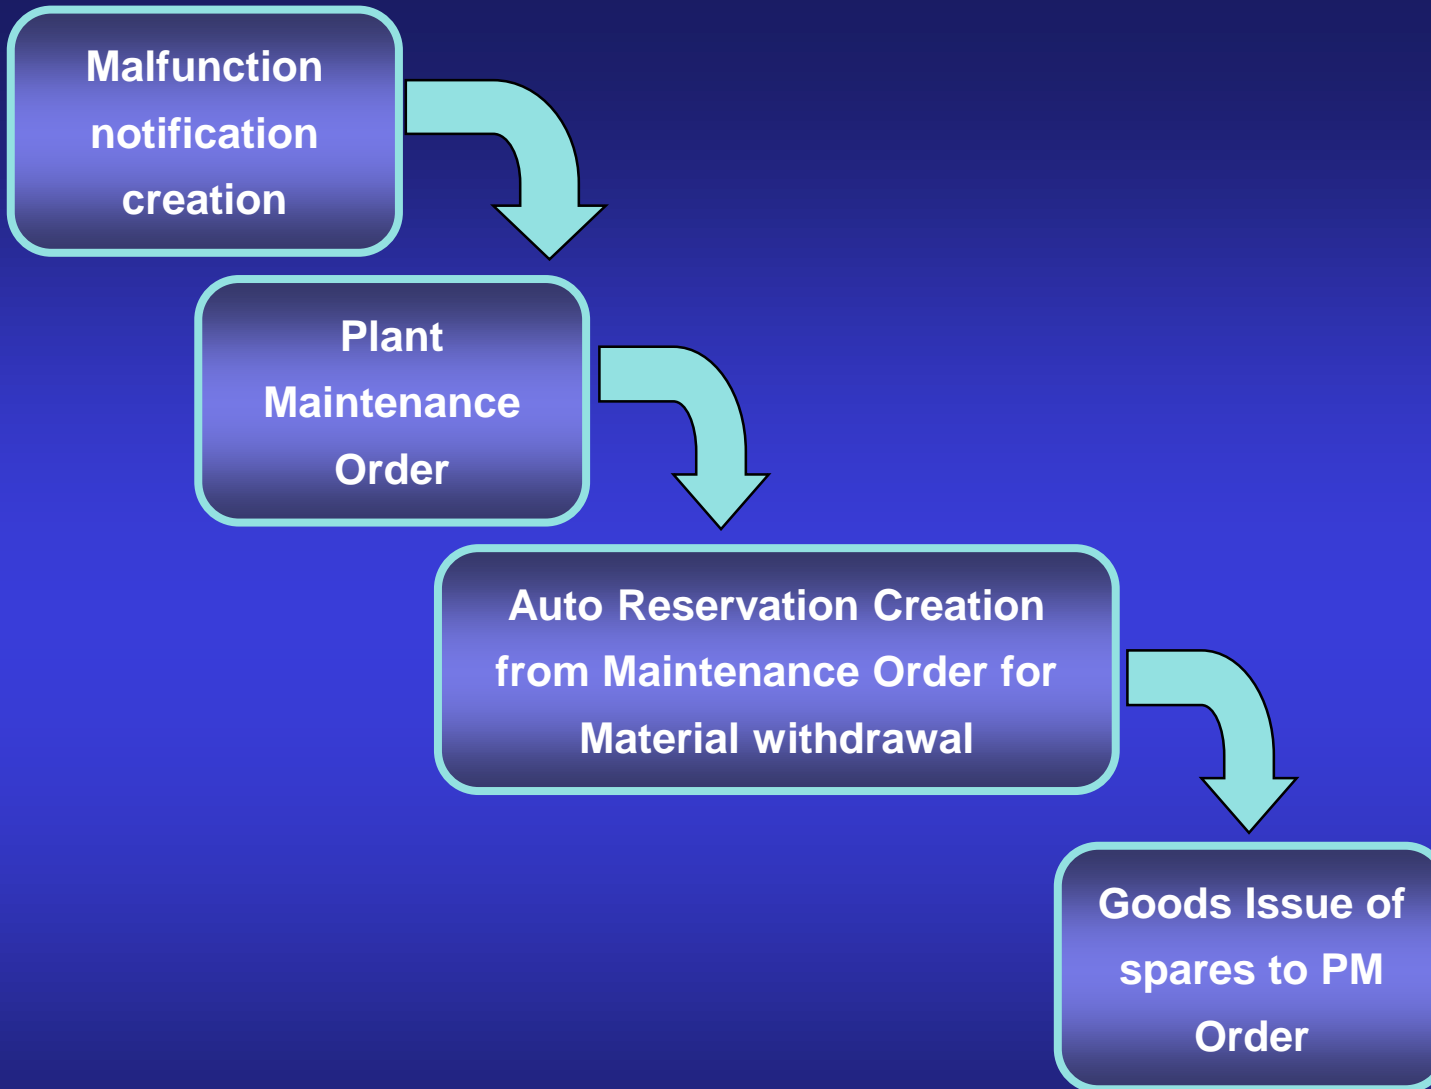 Malfunction
notification
creation
Plant
Maintenance
Order
Auto Reservation Creation
from Maintenance Order for
Material withdrawal
Goods Issue of
spares to PM
Order